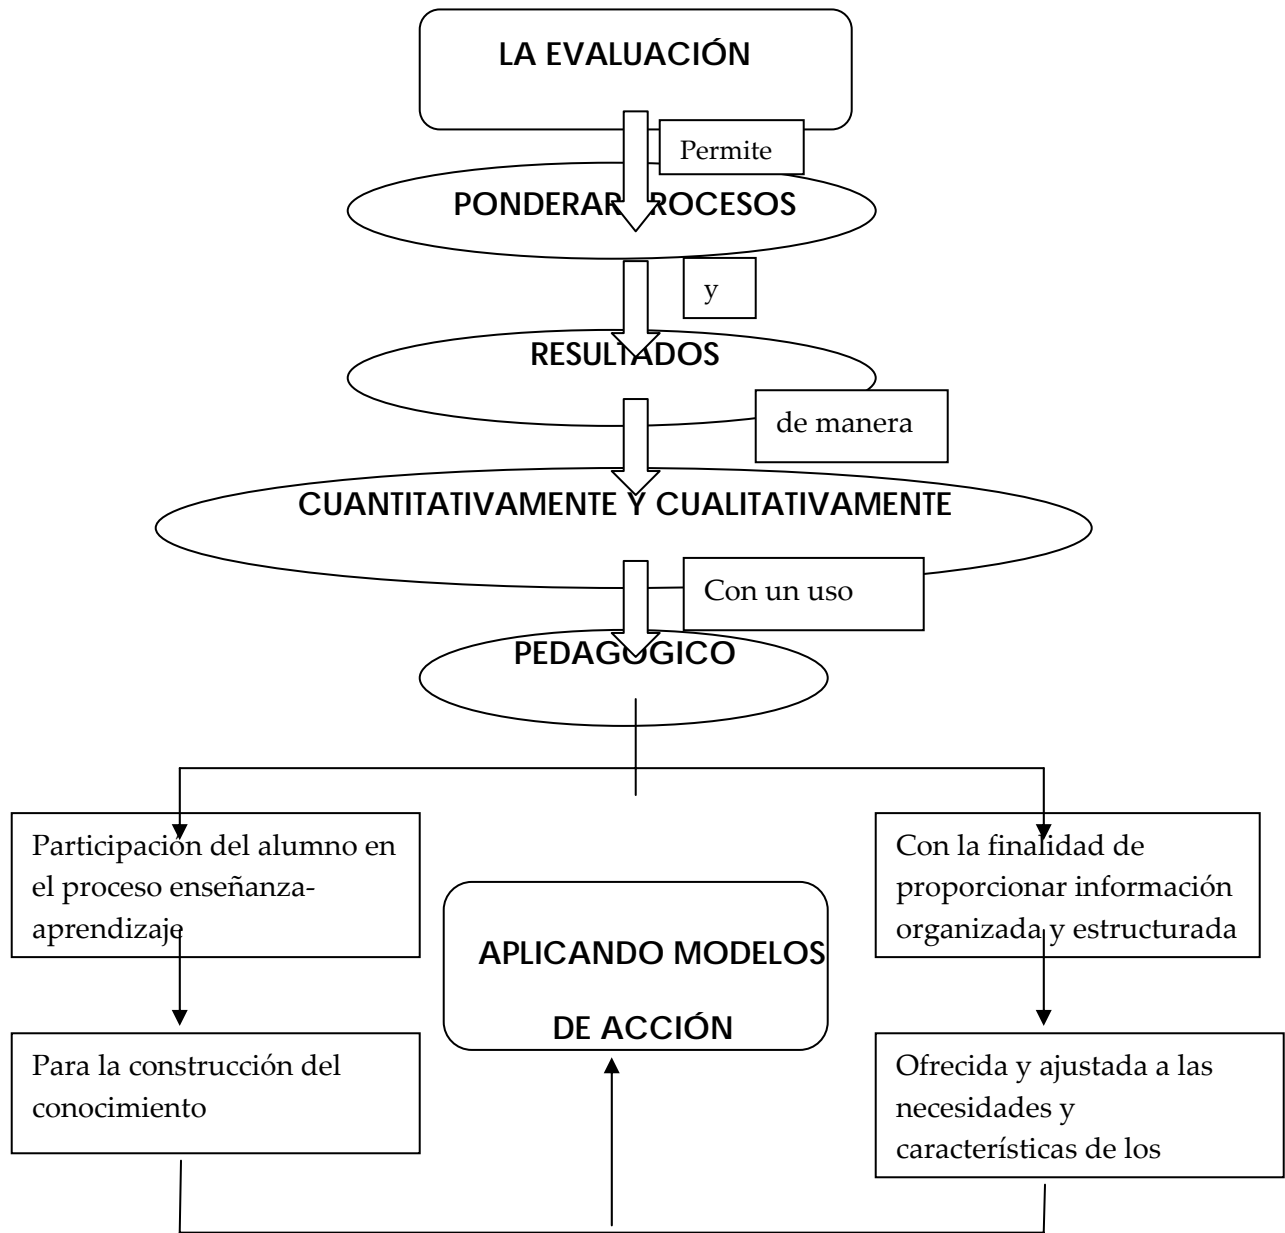 LA EVALUACIÓN
Permite
PONDERAR PROCESOS
y
RESULTADOS
de manera
CUANTITATIVAMENTE Y CUALITATIVAMENTE
Con un uso
PEDAGÓGICO
Participación del alumno en
el proceso enseñanza-
aprendizaje
Con la finalidad de
proporcionar información
organizada y estructurada
APLICANDO MODELOS
DE ACCIÓN
Para la construcción del
conocimiento
Ofrecida y ajustada a las
necesidades y
características de los